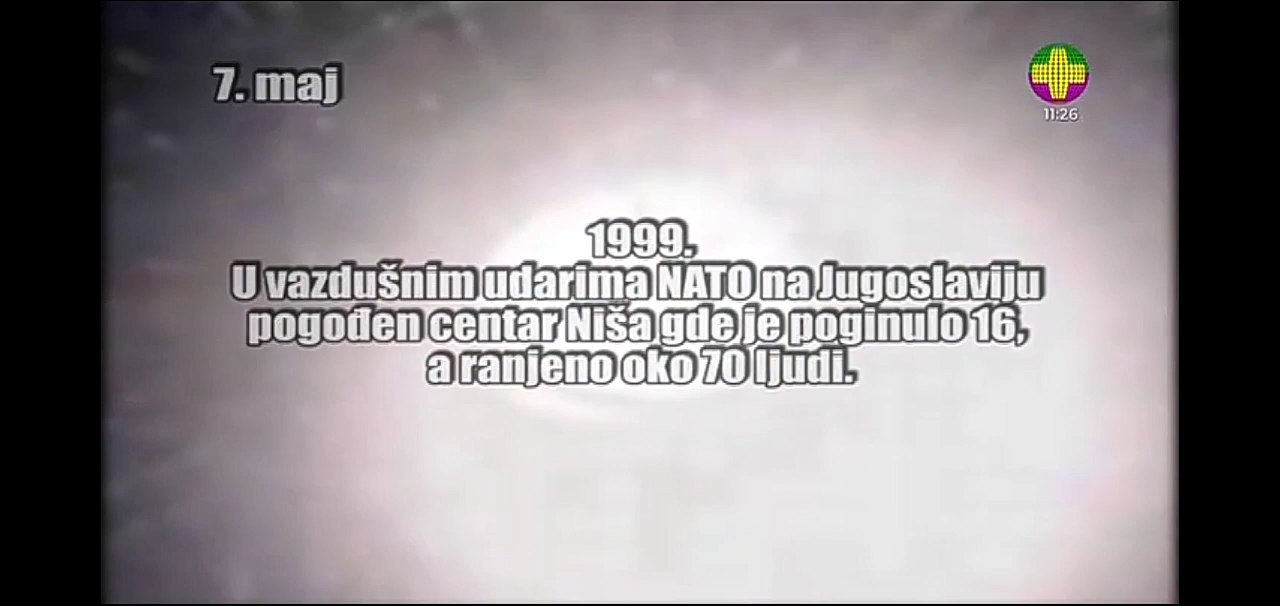 7. maj
11:26
1999.
U vazdušnim udarima NATO na Jugoslaviju
pogođen centar Niša gde je poginulo 16,
a ranjeno oko 70 ljudi.